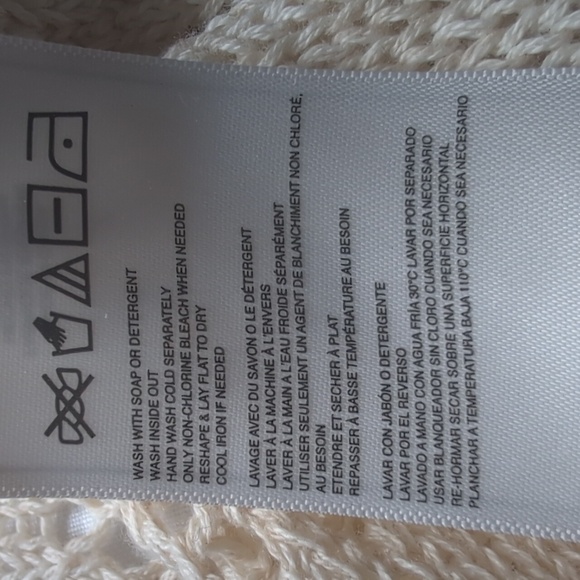 WASH WITH SOAP OR DETERGENT
WASH INSIDE OUT
HAND WASH COLD SEPARATELY
ONLY NON-CHLORINE BLEACH WHEN NEEDED
RESHAPE & LAY FLAT TO DRY
COOL IRON IF NEEDED
LAVAGE AVEC DU SAVON O LE DÉTERGENT
LAVER À LA MACHINE À L'ENVERS
LAVER À LA MAIN A L'EAU FROIDE SÉPARÉMENT
UTILISER SEULEMENT UN AGENT DE BLANCHIMENT NON CHLORÉ,
AU BESOIN
ETENDRE ET SECHER À PLAT
REPASSER À BASSE TEMPÉRATURE AU BESOIN
LAVAR CON JABÓN O DETERGENTE
LAVAR POR EL REVERSO
LAVADO A MANO CON AGUA FRÍA 30ºC LAVAR POR SEPARADO
USAR BLANQUEADOR SIN CLORO CUANDO SEA NECESARIO
RE-HORMAR SECAR SOBRE UNA SUPERFICIE HORIZONTAL
PLANCHAR A TEMPERATURA BAJA 110ºC CUANDO SEA NECESARIO